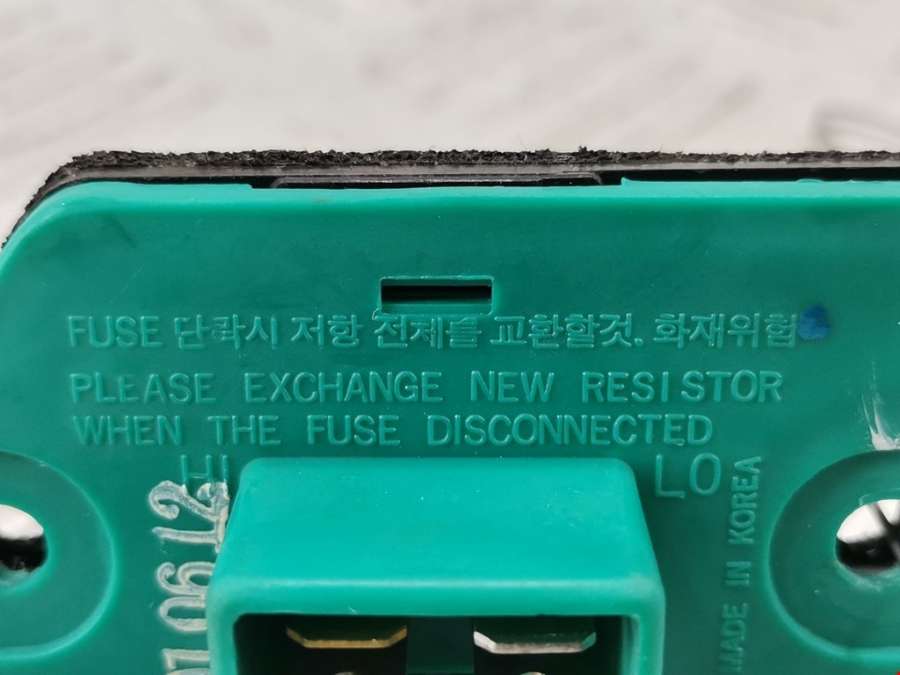 FUSE 단락시 저항 전체를 교환할것. 화재위험
PLEASE EXCHANGE NEW RESISTOR
WHEN THE FUSE DISCONNECTED
HI
LO
MADE IN KOREA